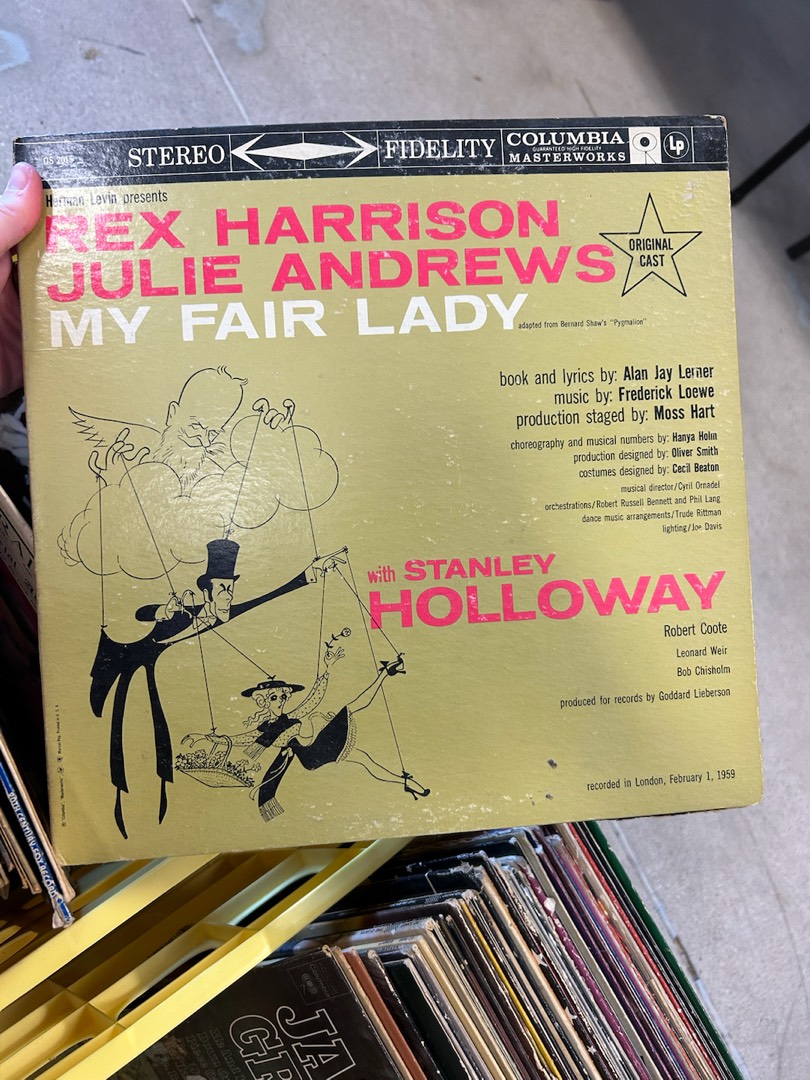 OS 2015
STEREO FIDELITY COLUMBIA
GUARANTEED HIGH FIDELITY
MASTERWORKS
Lp
Herman Levin presents
REX HARRISON
JULIE ANDREWS
ORIGINAL
CAST
MY FAIR LADY
adapted from Bernard Shaw's "Pygmalion"
book and lyrics by: Alan Jay Lerner
music by: Frederick Loewe
production staged by: Moss Hart
choreography and musical numbers by: Hanya Holm
production designed by: Oliver Smith
costumes designed by: Cecil Beaton
musical director/Cyril Ornadel
orchestrations/Robert Russell Bennett and Phil Lang
dance music arrangements/Trude Rittman
lighting/Joe Davis
with STANLEY
HOLLOWAY
Robert Coote
Leonard Weir
Bob Chisholm
produced for records by Goddard Lieberson
recorded in London, February 1, 1959
20TH CENTURY-FOX RECORDS
JA
GR